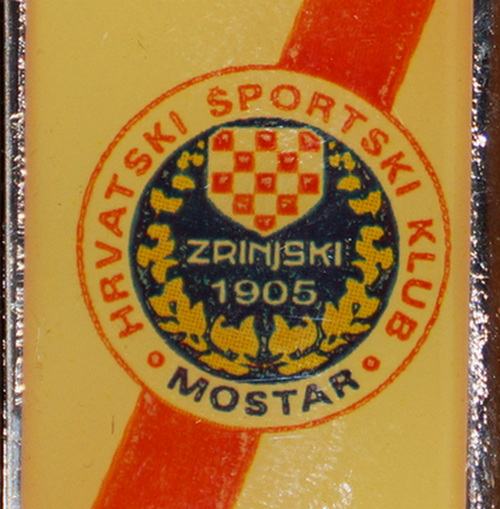 HRVATSKI ŠPORTSKI KLUB
ZRINJSKI
1905
MOSTAR